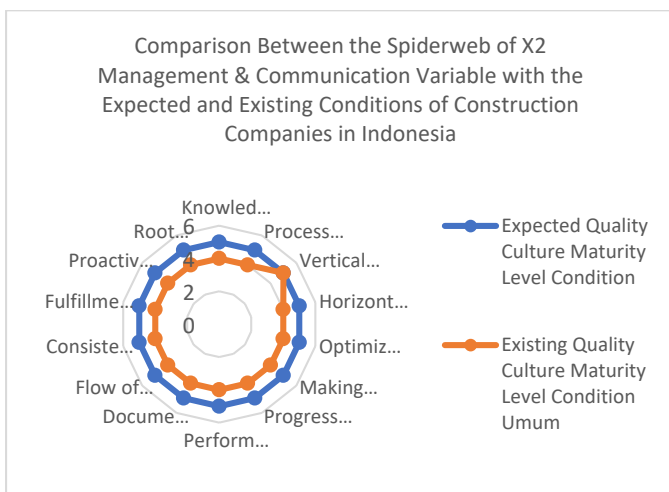 Comparison Between the Spiderweb of X2
Management & Communication Variable with the
Expected and Existing Conditions of Construction
Companies in Indonesia
Knowled...
Root...
Process...
Proactiv...
Vertical...
Fulfillme...
Horizont...
Consiste...
Optimiz...
Flow of...
Making...
Docume...
Progress...
Perform...
6
4
2
0
Expected Quality
Culture Maturity
Level Condition
Existing Quality
Culture Maturity
Level Condition
Umum